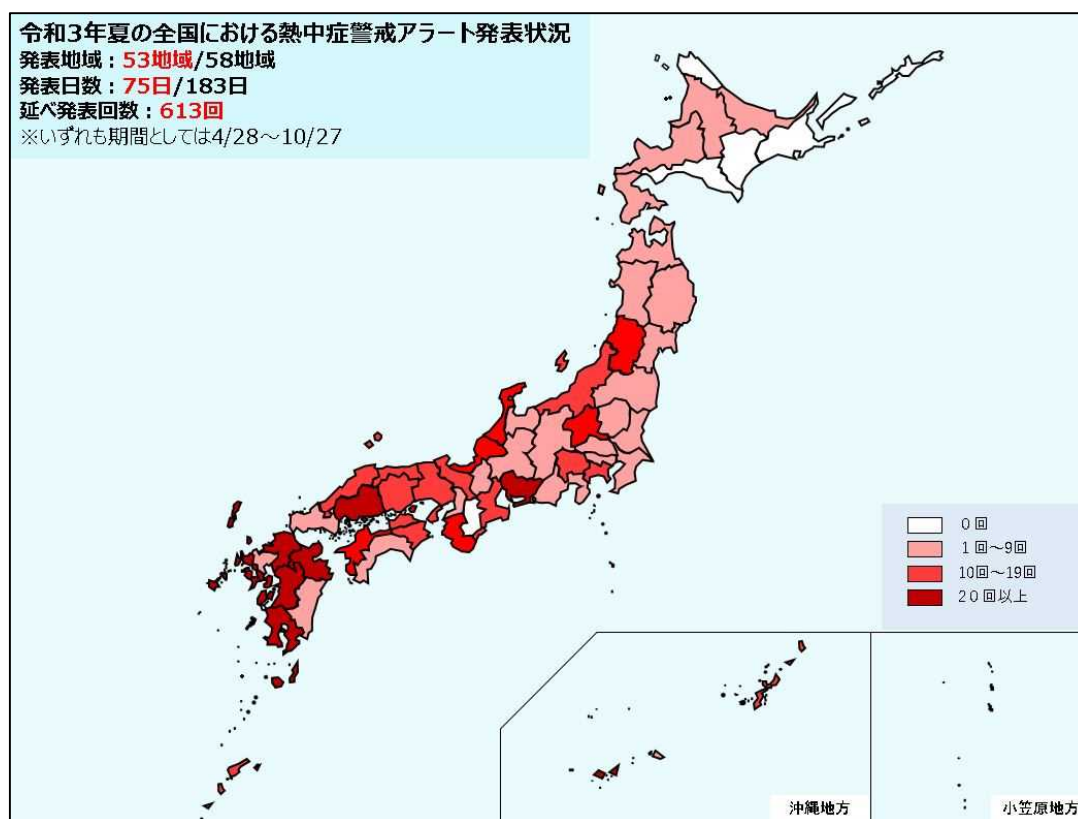 令和3年夏の全国における熱中症警戒アラート発表状況
発表地域：53地域/58地域
発表日数：75日/183日
延べ発表回数：613回
※いずれも期間としては4/28～10/27
0回
1回～9回
10回～19回
20回以上
沖縄地方
小笠原地方